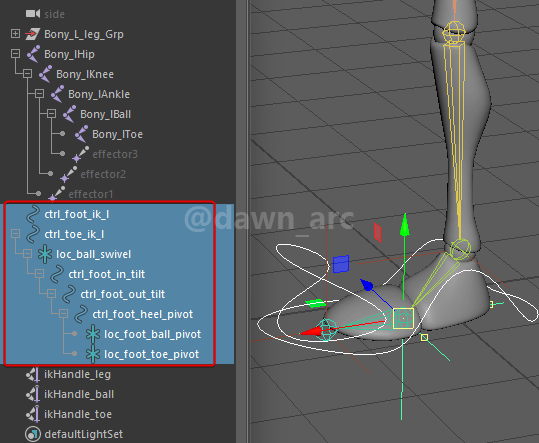 side
Bony_L_leg_Grp
Bony_lHip
Bony_lKnee
Bony_lAnkle
Bony_lBall
Bony_lToe
effector3
effector2
effector1
ctrl_foot_ik_l
@dawn_arc
ctrl_toe_ik_l
loc_ball_swivel
ctrl_foot_in_tilt
ctrl_foot_out_tilt
ctrl_foot_heel_pivot
loc_foot_ball_pivot
loc_foot_toe_pivot
ikHandle_leg
ikHandle_ball
ikHandle_toe
defaultLightSet